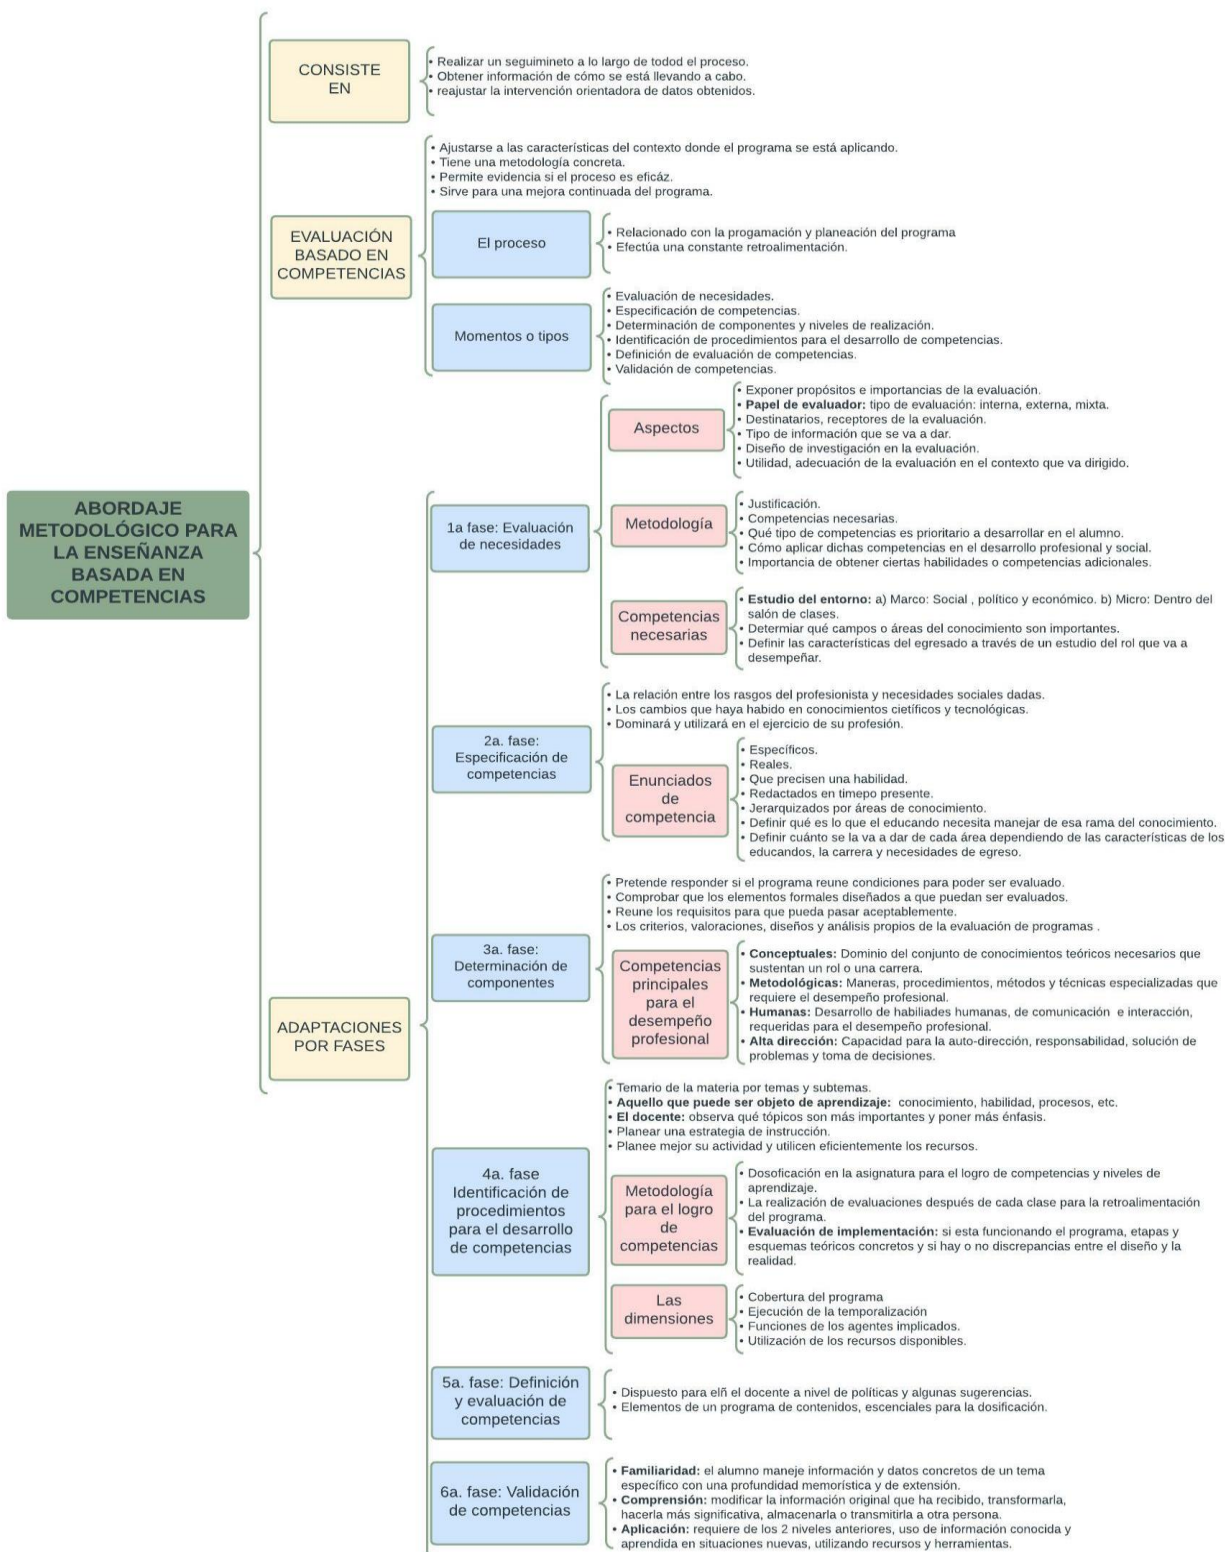 CONSISTE
EN
• Realizar un seguimineto a lo largo de todod el proceso.
• Obtener información de cómo se está llevando a cabo.
• reajustar la intervención orientadora de datos obtenidos.
EVALUACIÓN
BASADO EN
COMPETENCIAS
• Ajustarse a las características del contexto donde el programa se está aplicando.
• Tiene una metodología concreta.
• Permite evidencia si el proceso es eficáz.
• Sirve para una mejora continuada del programa.
El proceso
• Relacionado con la progamación y planeación del programa
• Efectúa una constante retroalimentación.
Momentos o tipos
• Evaluación de necesidades.
• Especificación de competencias.
• Determinación de componentes y niveles de realización.
• Identificación de procedimientos para el desarrollo de competencias.
• Definición de evaluación de competencias.
• Validación de competencias.
ABORDAJE
METODOLÓGICO PARA
LA ENSEÑANZA
BASADA EN
COMPETENCIAS
ADAPTACIONES
POR FASES
1a fase: Evaluación
de necesidades
Aspectos
• Exponer propósitos e importancias de la evaluación.
• Papel de evaluador: tipo de evaluación: interna, externa, mixta.
• Destinatarios, receptores de la evaluación.
• Tipo de información que se va a dar.
• Diseño de investigación en la evaluación.
• Utilidad, adecuación de la evaluación en el contexto que va dirigido.
Metodología
• Justificación.
• Competencias necesarias.
• Qué tipo de competencias es prioritario a desarrollar en el alumno.
• Cómo aplicar dichas competencias en el desarrollo profesional y social.
• Importancia de obtener ciertas habilidades o competencias adicionales.
Competencias
necesarias
• Estudio del entorno: a) Marco: Social , político y económico. b) Micro: Dentro del
salón de clases.
• Determiar qué campos o áreas del conocimiento son importantes.
• Definir las características del egresado a través de un estudio del rol que va a
desempeñar.
2a. fase:
Especificación de
competencias
• La relación entre los rasgos del profesionista y necesidades sociales dadas.
• Los cambios que haya habido en conocimientos cietíficos y tecnológicas.
• Dominará y utilizará en el ejercicio de su profesión.
Enunciados
de
competencia
• Específicos.
• Reales.
• Que precisen una habilidad.
• Redactados en timepo presente.
• Jerarquizados por áreas de conocimiento.
• Definir qué es lo que el educando necesita manejar de esa rama del conocimiento.
• Definir cuánto se la va a dar de cada área dependiendo de las características de los
educandos, la carrera y necesidades de egreso.
3a. fase:
Determinación de
componentes
• Pretende responder si el programa reune condiciones para poder ser evaluado.
• Comprobar que los elementos formales diseñados a que puedan ser evaluados.
• Reune los requisitos para que pueda pasar aceptablemente.
• Los criterios, valoraciones, diseños y análisis propios de la evaluación de programas .
Competencias
principales
para el
desempeño
profesional
• Conceptuales: Dominio del conjunto de conocimientos teóricos necesarios que
sustentan un rol o una carrera.
• Metodológicas: Maneras, procedimientos, métodos y técnicas especializadas que
requiere el desempeño profesional.
• Humanas: Desarrollo de habiliades humanas, de comunicación e interacción,
requeridas para el desempeño profesional.
• Alta dirección: Capacidad para la auto-dirección, responsabilidad, solución de
problemas y toma de decisiones.
4a. fase
Identificación de
procedimientos
para el desarrollo
de competencias
• Temario de la materia por temas y subtemas.
• Aquello que puede ser objeto de aprendizaje: conocimiento, habilidad, procesos, etc.
• El docente: observa qué tópicos son más importantes y poner más énfasis.
• Planear una estrategia de instrucción.
• Planee mejor su actividad y utilicen eficientemente los recursos.
Metodología
para el logro
de
competencias
• Dosoficación en la asignatura para el logro de competencias y niveles de
aprendizaje.
• La realización de evaluaciones después de cada clase para la retroalimentación
del programa.
• Evaluación de implementación: si esta funcionando el programa, etapas y
esquemas teóricos concretos y si hay o no discrepancias entre el diseño y la
realidad.
Las
dimensiones
• Cobertura del programa
• Ejecución de la temporalización
• Funciones de los agentes implicados.
• Utilización de los recursos disponibles.
5a. fase: Definición
y evaluación de
competencias
• Dispuesto para elñ el docente a nivel de políticas y algunas sugerencias.
• Elementos de un programa de contenidos, escenciales para la dosificación.
6a. fase: Validación
de competencias
• Familiaridad: el alumno maneje información y datos concretos de un tema
específico con una profundidad memorística y de extensión.
• Comprensión: modificar la información original que ha recibido, transformarla,
hacerla más significativa, almacenarla o transmitirla a otra persona.
• Aplicación: requiere de los 2 niveles anteriores, uso de información conocida y
aprendida en situaciones nuevas, utilizando recursos y herramientas.